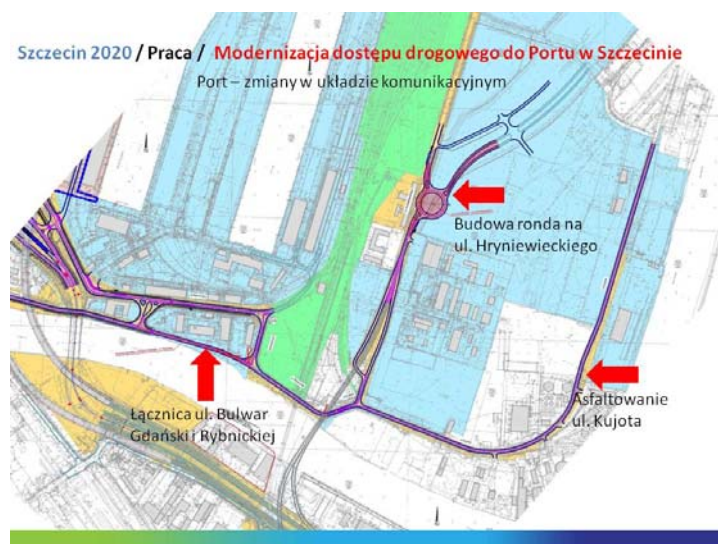 Szczecin 2020 / Praca / Modernizacja dostępu drogowego do Portu w Szczecinie
Port – zmiany w układzie komunikacyjnym
Budowa ronda na
ul. Hryniewieckiego
Asfaltowanie
ul. Kujota
Łącznica ul. Bulwar
Gdański i Rybnickiej